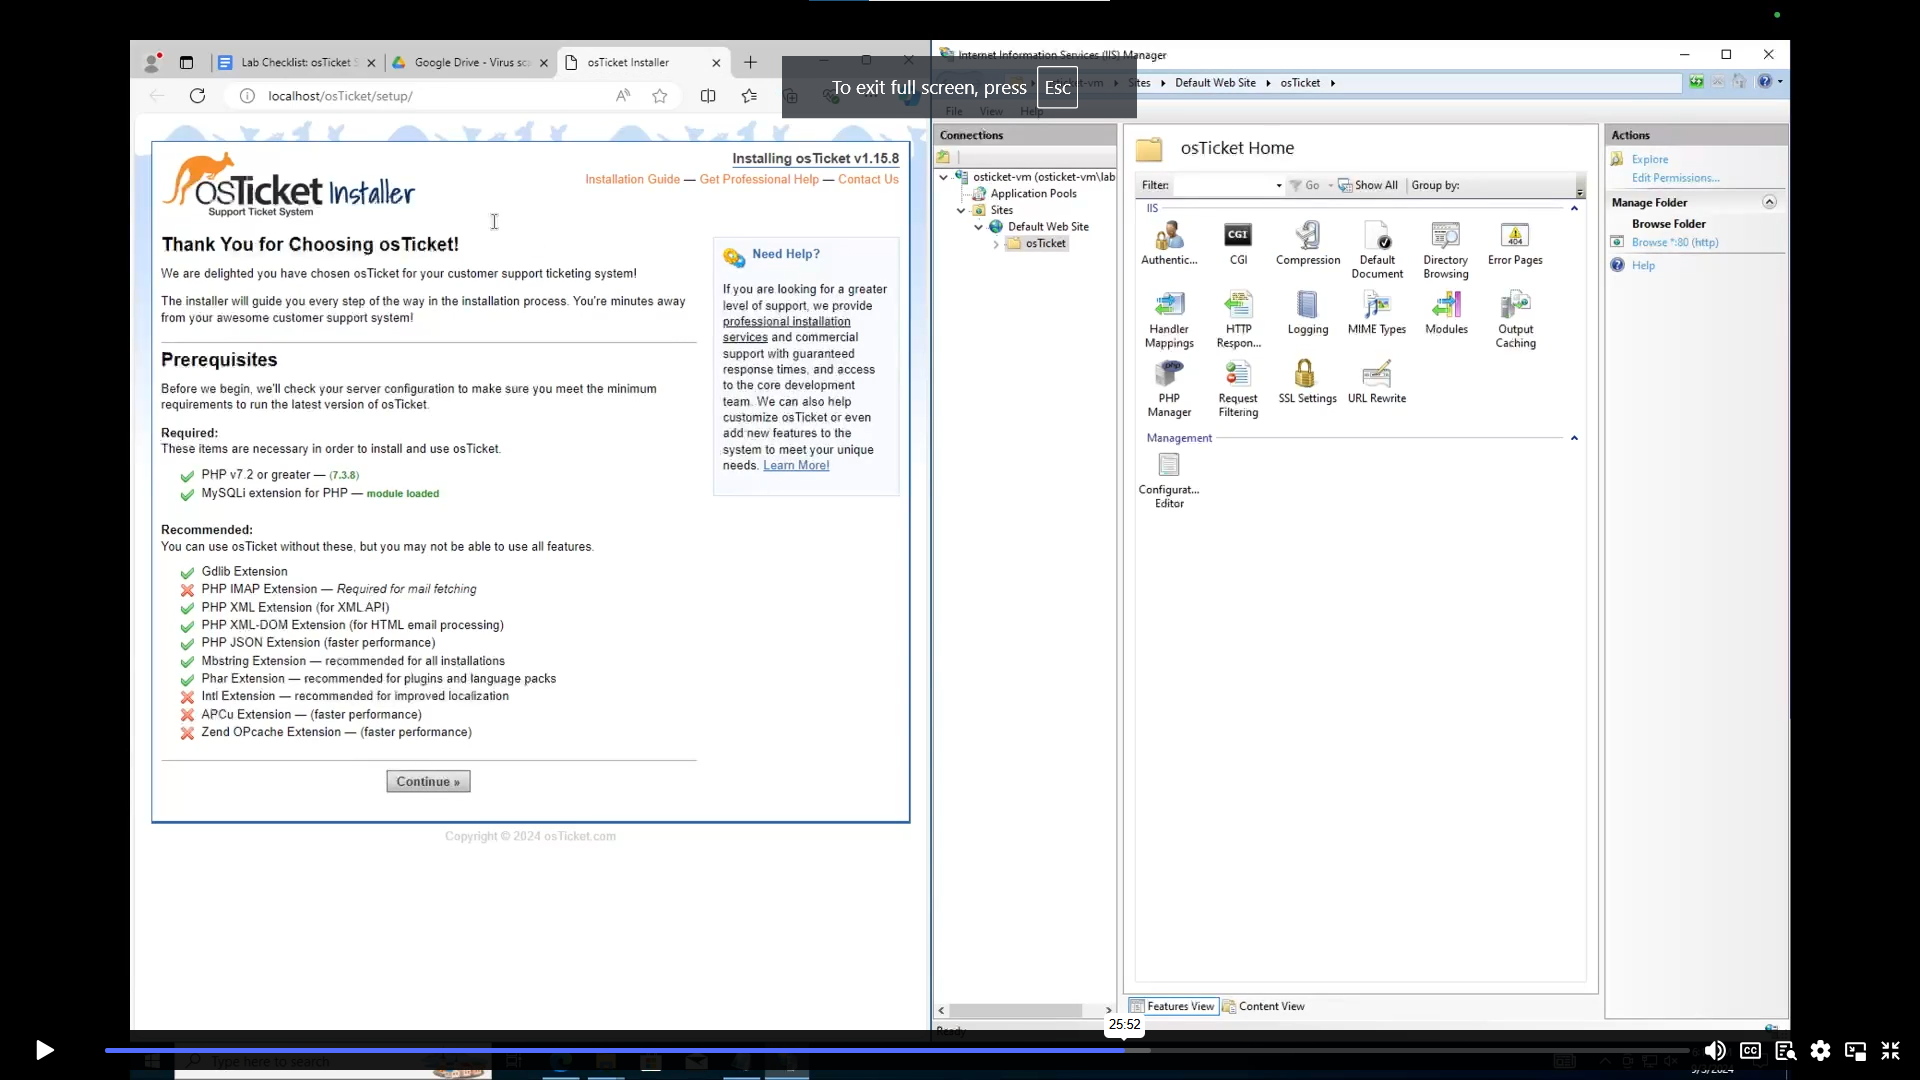 Lab Checklist: osTicket S
Google Drive - Virus sc
osTicket Installer
Internet Information Services (IIS) Manager
localhost/osTicket/setup/
To exit full screen, press Esc
Sites
Default Web Site
osTicket
File View Help
Installing osTicket v1.15.8
Installation Guide — Get Professional Help — Contact Us
osTicket Installer
Support Ticket System
Thank You for Choosing osTicket!
We are delighted you have chosen osTicket for your customer support ticketing system!
The installer will guide you every step of the way in the installation process. You're minutes away
from your awesome customer support system!
Prerequisites
Before we begin, we'll check your server configuration to make sure you meet the minimum
requirements to run the latest version of osTicket.
Required:
These items are necessary in order to install and use osTicket.
PHP v7.2 or greater — (7.3.8)
MySQLi extension for PHP — module loaded
Recommended:
You can use osTicket without these, but you may not be able to use all features.
Gdlib Extension
PHP IMAP Extension — Required for mail fetching
PHP XML Extension (for XML API)
PHP XML-DOM Extension (for HTML email processing)
PHP JSON Extension (faster performance)
Mbstring Extension — recommended for all installations
Phar Extension — recommended for plugins and language packs
Intl Extension — recommended for improved localization
APCu Extension — (faster performance)
Zend OPcache Extension — (faster performance)
Continue »
Copyright © 2024 osTicket.com
Need Help?
If you are looking for a greater
level of support, we provide
professional installation
services and commercial
support with guaranteed
response times, and access
to the core development
team. We can also help
customize osTicket or even
add new features to the
system to meet your unique
needs. Learn More!
Connections
osticket-vm (osticket-vm\lab
Application Pools
Sites
Default Web Site
osTicket
osTicket Home
Filter:
Go
Show All
Group by:
IIS
Authentic...
CGI
CGI
Compression
Default
Document
Directory
Browsing
404
Error Pages
Handler
Mappings
HTTP
Respon...
Logging
MIME Types
Modules
Output
Caching
php
PHP
Manager
Request
Filtering
SSL Settings
URL Rewrite
Management
Configurat...
Editor
Features View
Content View
Actions
Explore
Edit Permissions...
Manage Folder
Browse Folder
Browse *:80 (http)
Help
Ready
25:52
Type here to search
CC